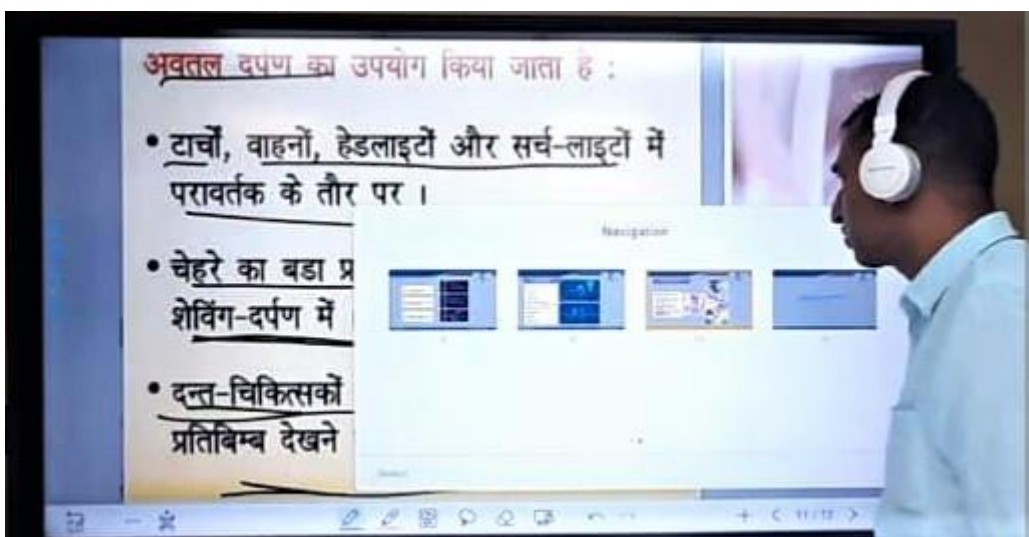 अवतल दर्पण का उपयोग किया जाता है :
• टार्चों, वाहनों, हेडलाइटों और सर्च-लाइटों में
परावर्तक के तौर पर ।
• चेहरे का बडा प्र
शेविंग-दर्पण में
• दन्त-चिकित्सकों
प्रतिबिम्ब देखने
Navigation